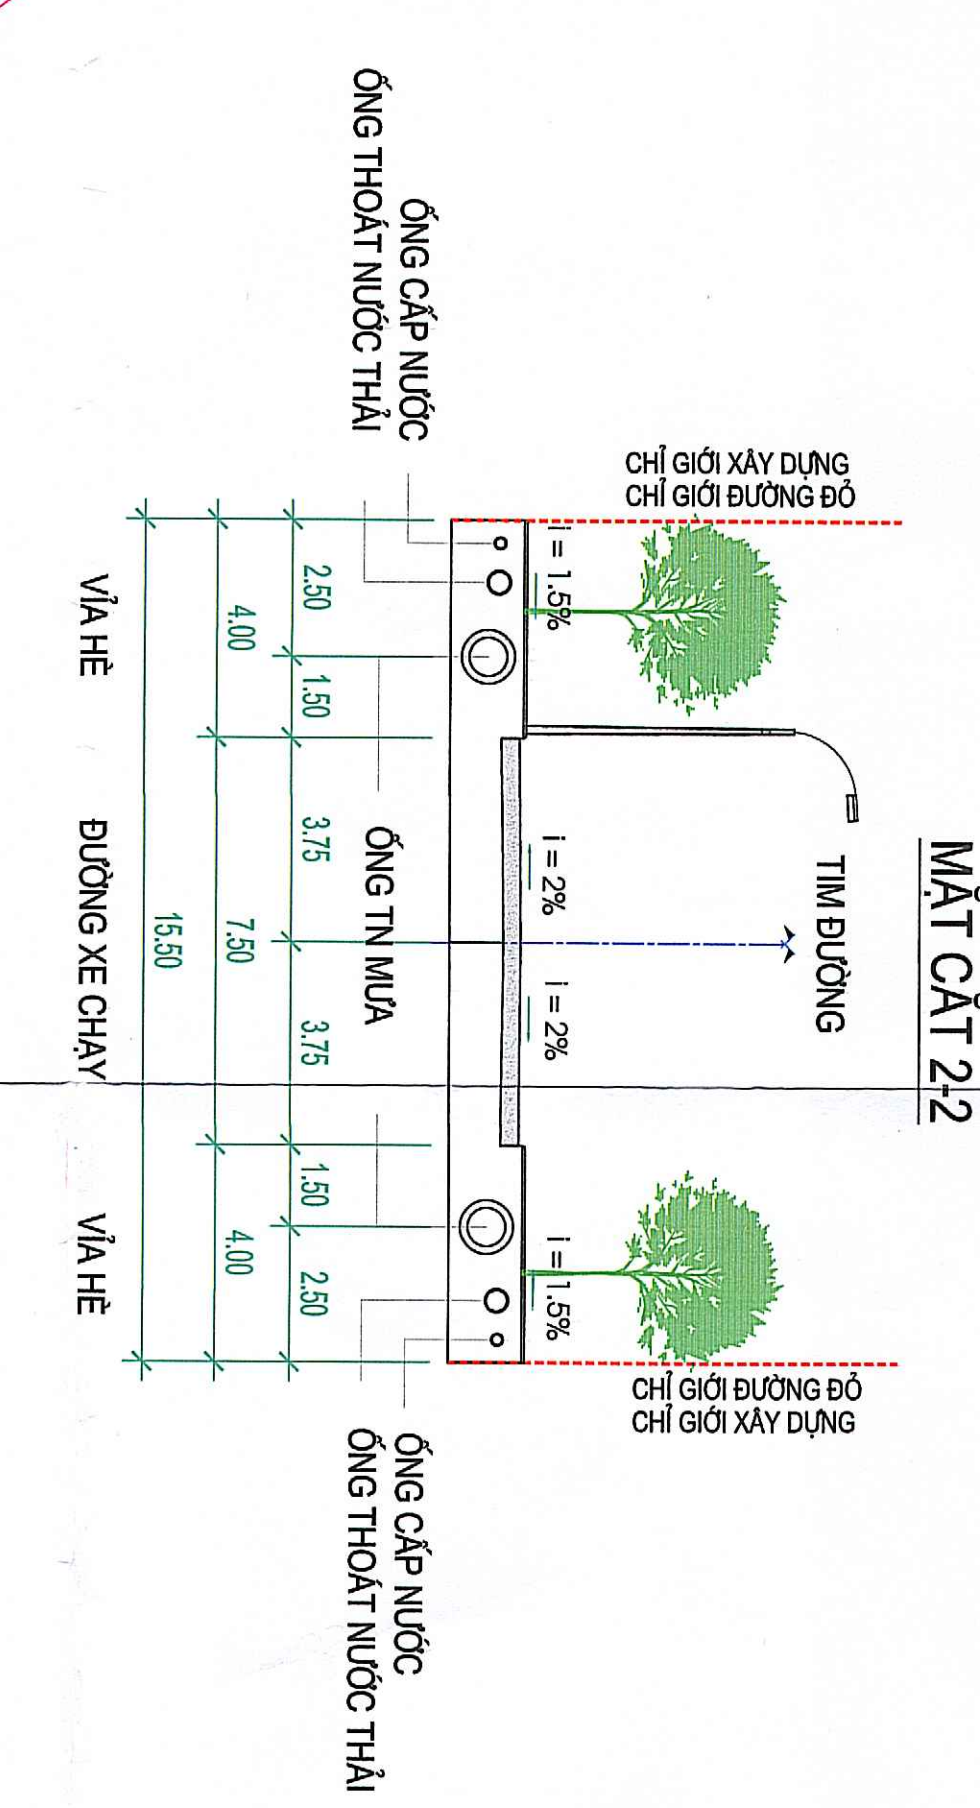 MẶT CẮT 2-2
TIM ĐƯỜNG
CHỈ GIỚI XÂY DỰNG
CHỈ GIỚI ĐƯỜNG ĐỎ
CHỈ GIỚI ĐƯỜNG ĐỎ
CHỈ GIỚI XÂY DỰNG
i = 1.5%
i = 2%
i = 2%
i = 1.5%
ỐNG CẤP NƯỚC
ỐNG THOÁT NƯỚC THẢI
ỐNG TN MƯA
ỐNG CẤP NƯỚC
ỐNG THOÁT NƯỚC THẢI
2.50 1.50 3.75 3.75 1.50 2.50
4.00 7.50 4.00
15.50
VỈA HÈ ĐƯỜNG XE CHẠY VỈA HÈ